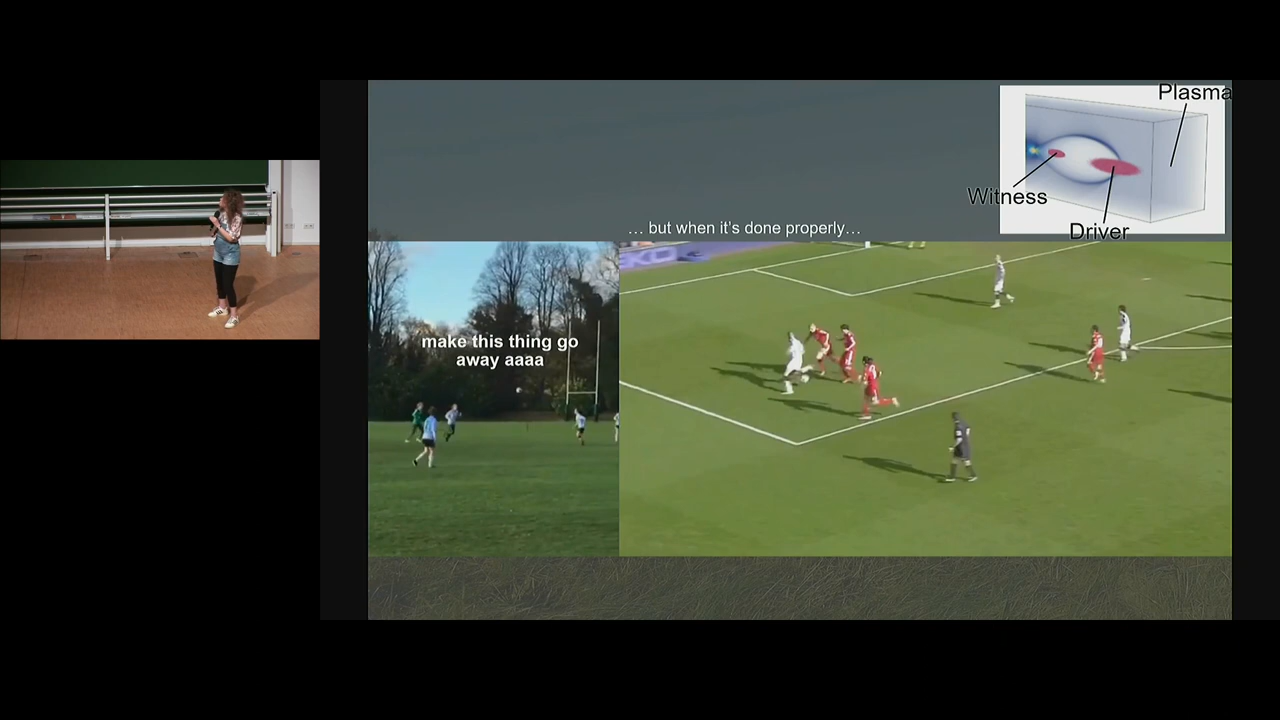 Plasma
Witness
Driver
… but when it's done properly…
make this thing go
away aaaa